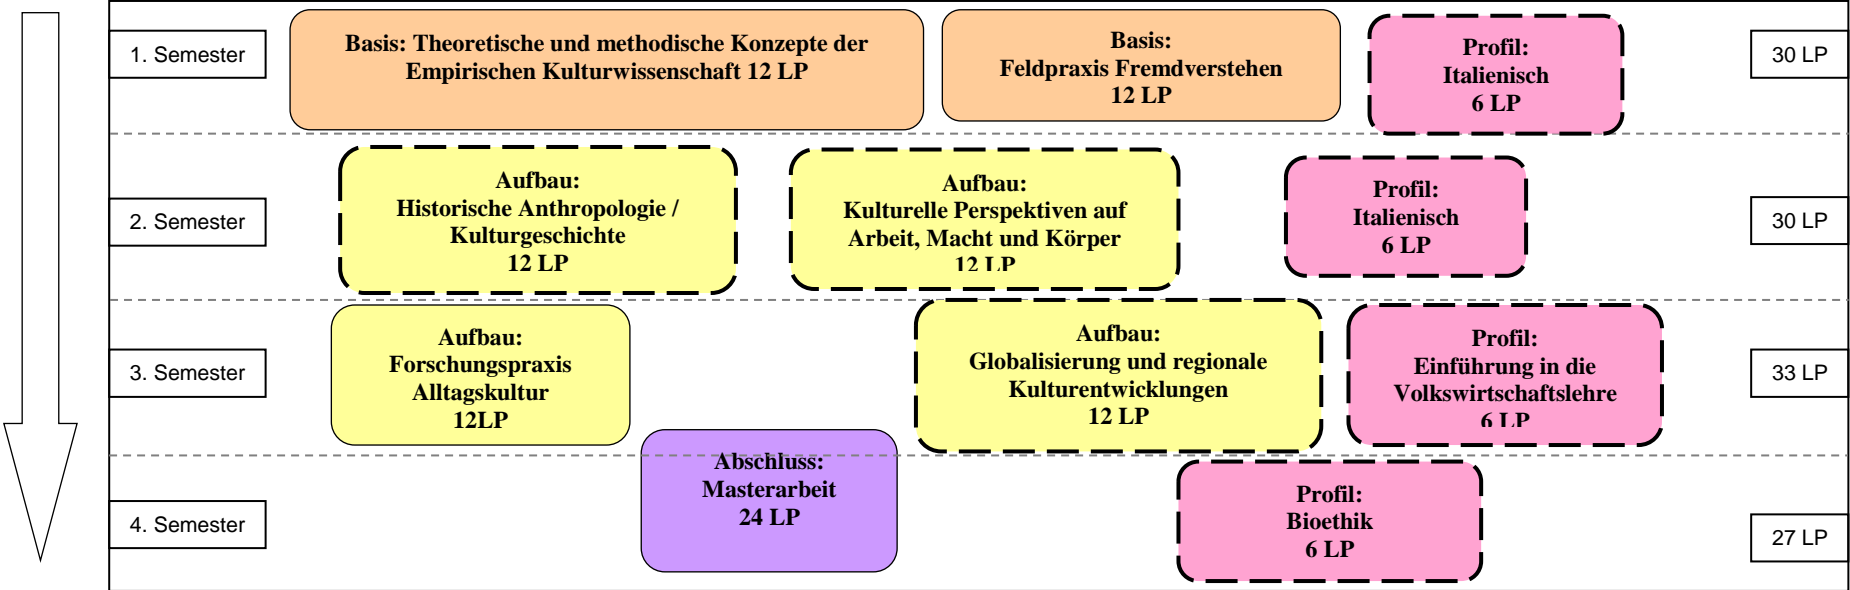 1. Semester
Basis: Theoretische und methodische Konzepte der
Empirischen Kulturwissenschaft 12 LP
Basis:
Feldpraxis Fremdverstehen
12 LP
Profil:
Italienisch
6 LP
30 LP
2. Semester
Aufbau:
Historische Anthropologie /
Kulturgeschichte
12 LP
Aufbau:
Kulturelle Perspektiven auf
Arbeit, Macht und Körper
12 LP
Profil:
Italienisch
6 LP
30 LP
3. Semester
Aufbau:
Forschungspraxis
Alltagskultur
12LP
Aufbau:
Globalisierung und regionale
Kulturentwicklungen
12 LP
Profil:
Einführung in die
Volkswirtschaftslehre
6 LP
33 LP
4. Semester
Abschluss:
Masterarbeit
24 LP
Profil:
Bioethik
6 LP
27 LP